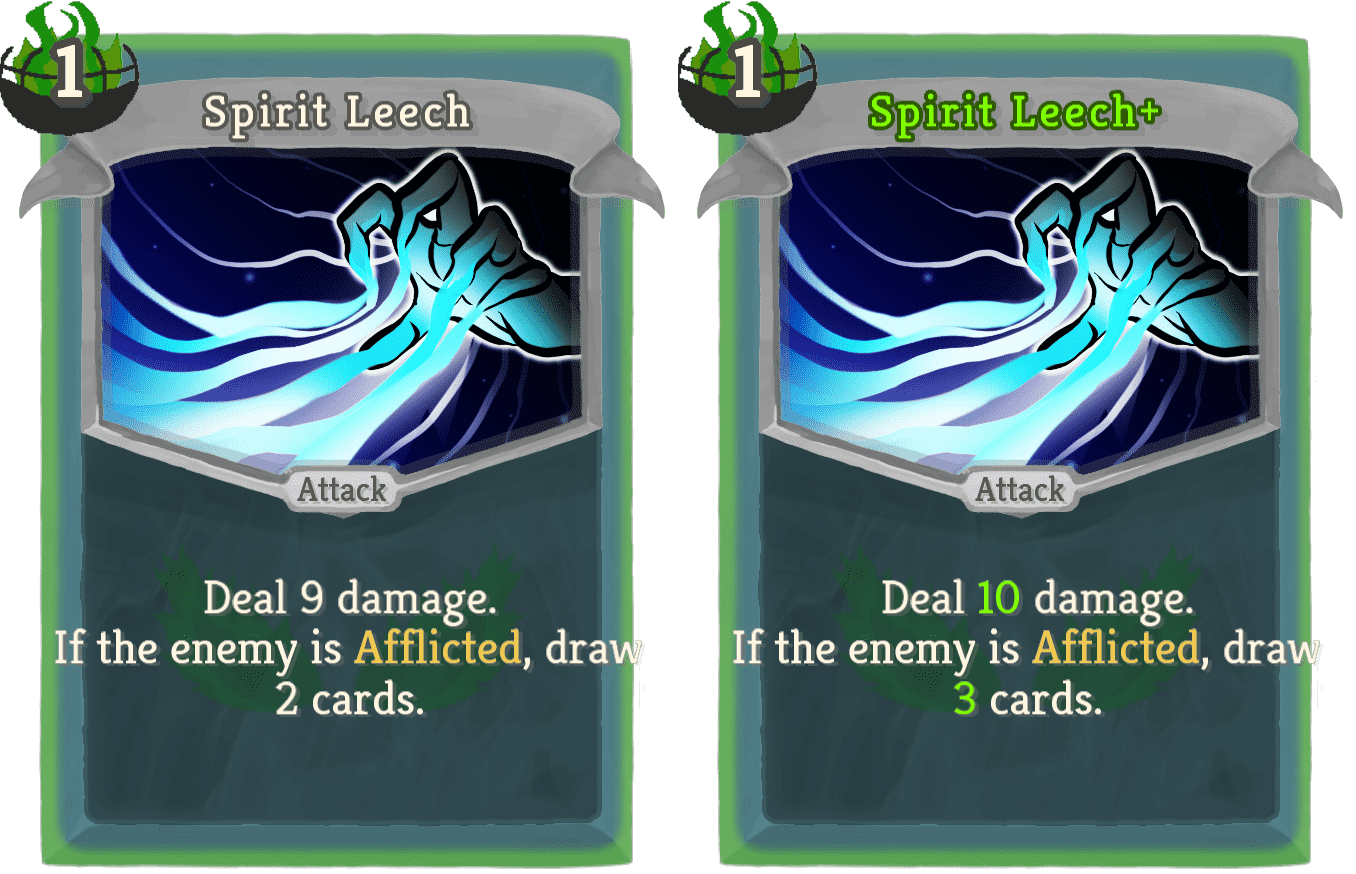 1
Spirit Leech
Attack
Deal 9 damage.
If the enemy is Afflicted, draw
2 cards.
1
Spirit Leech+
Attack
Deal 10 damage.
If the enemy is Afflicted, draw
3 cards.